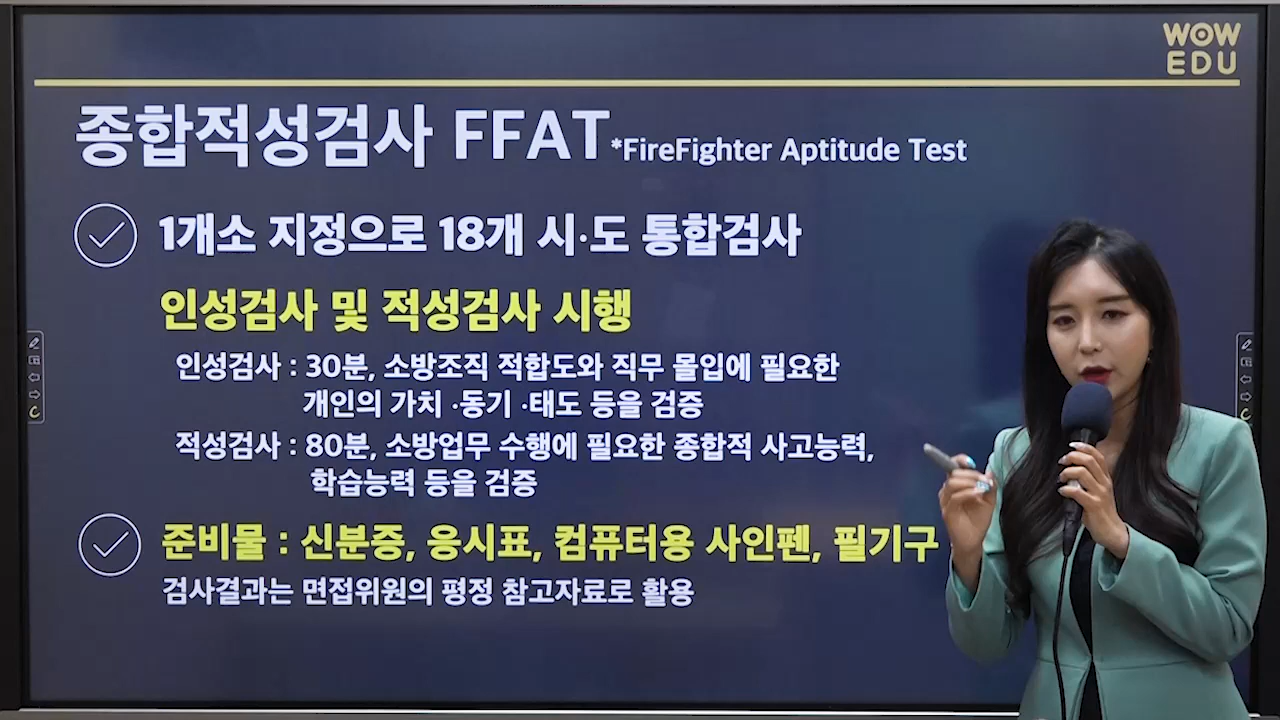 WOW
EDU
종합적성검사 FFAT *FireFighter Aptitude Test
1개소 지정으로 18개 시·도 통합검사
인성검사 및 적성검사 시행
인성검사 : 30분, 소방조직 적합도와 직무 몰입에 필요한
개인의 가치 ·동기 ·태도 등을 검증
적성검사 : 80분, 소방업무 수행에 필요한 종합적 사고능력,
학습능력 등을 검증
준비물 : 신분증, 응시표, 컴퓨터용 사인펜, 필기구
검사결과는 면접위원의 평정 참고자료로 활용